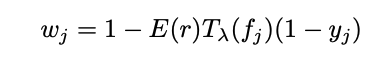 w_j = 1 − E(r)T_λ(f_j)(1 − y_j)